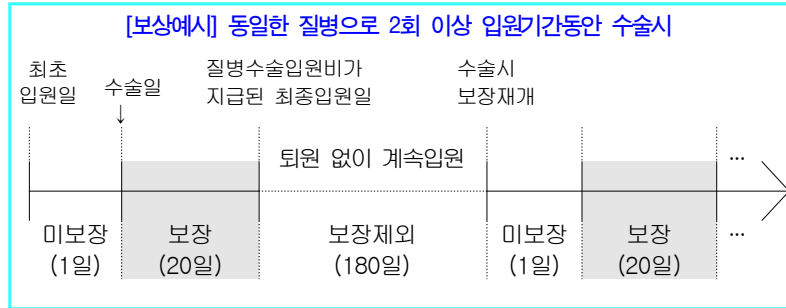 [보상예시] 동일한 질병으로 2회 이상 입원기간동안 수술시
최초
입원일
수술일
↓
질병수술입원비가
지급된 최종입원일
수술시
보장재개
퇴원 없이 계속입원
...
미보장
(1일)
보장
(20일)
보장제외
(180일)
미보장
(1일)
보장
(20일)
...